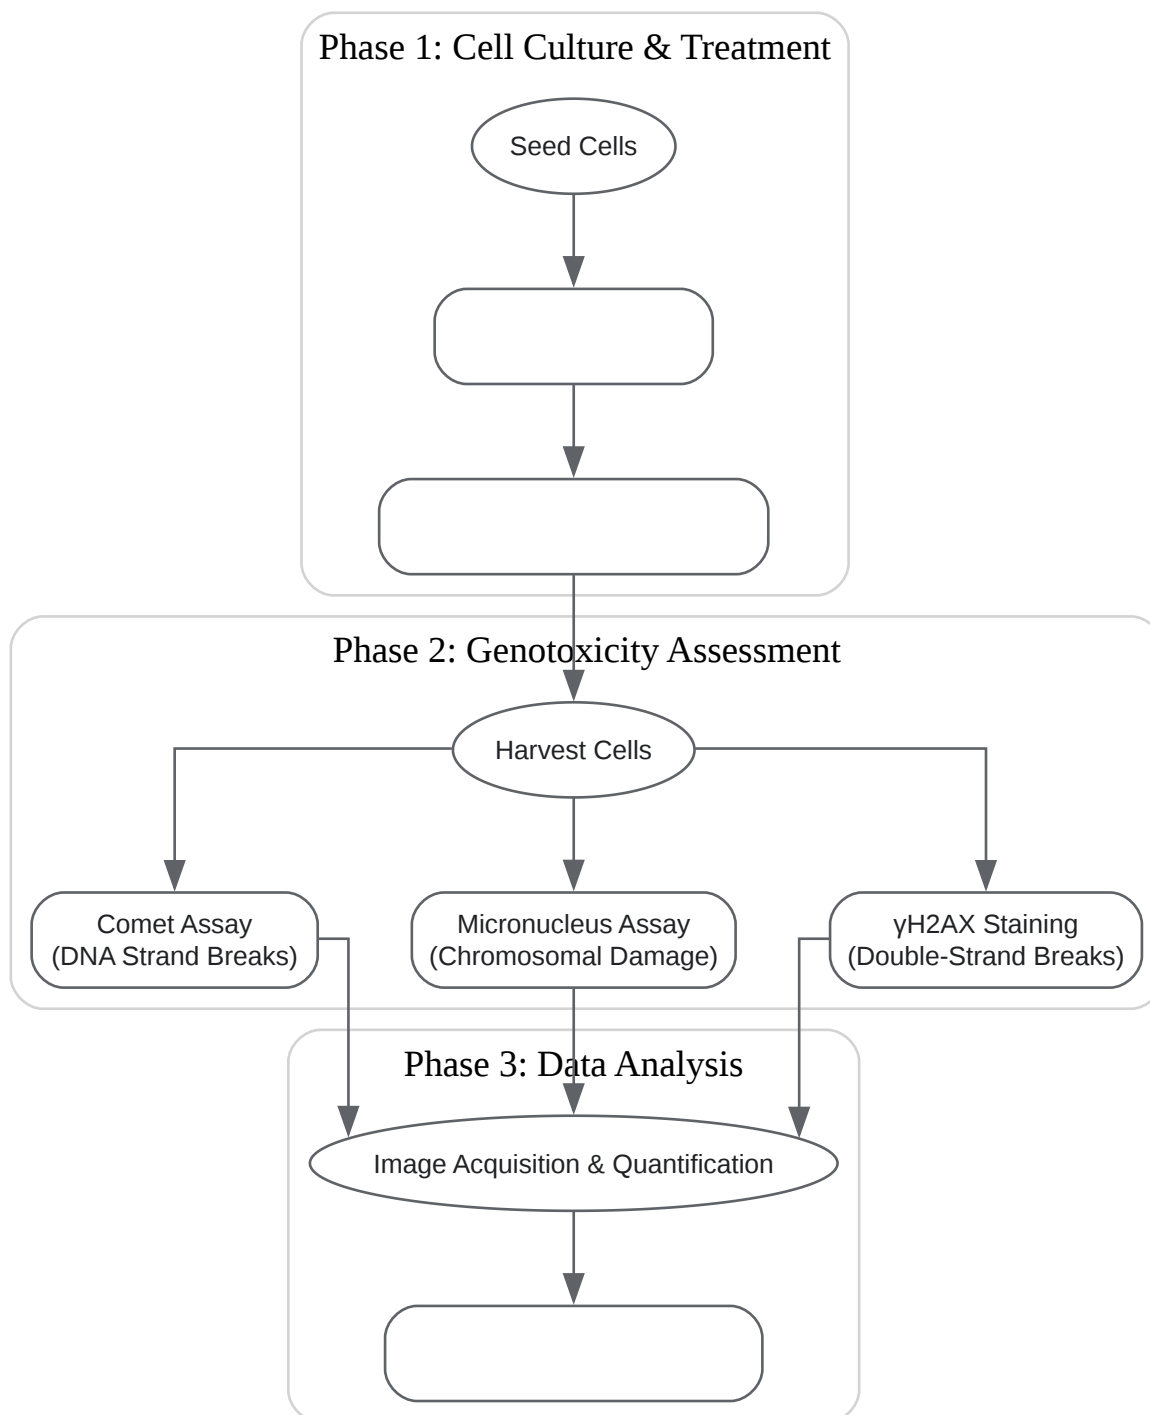 Phase 1: Cell Culture & Treatment
Seed Cells
Phase 2: Genotoxicity Assessment
Harvest Cells
Comet Assay
(DNA Strand Breaks)
Micronucleus Assay
(Chromosomal Damage)
γH2AX Staining
(Double-Strand Breaks)
Phase 3: Data Analysis
Image Acquisition & Quantification